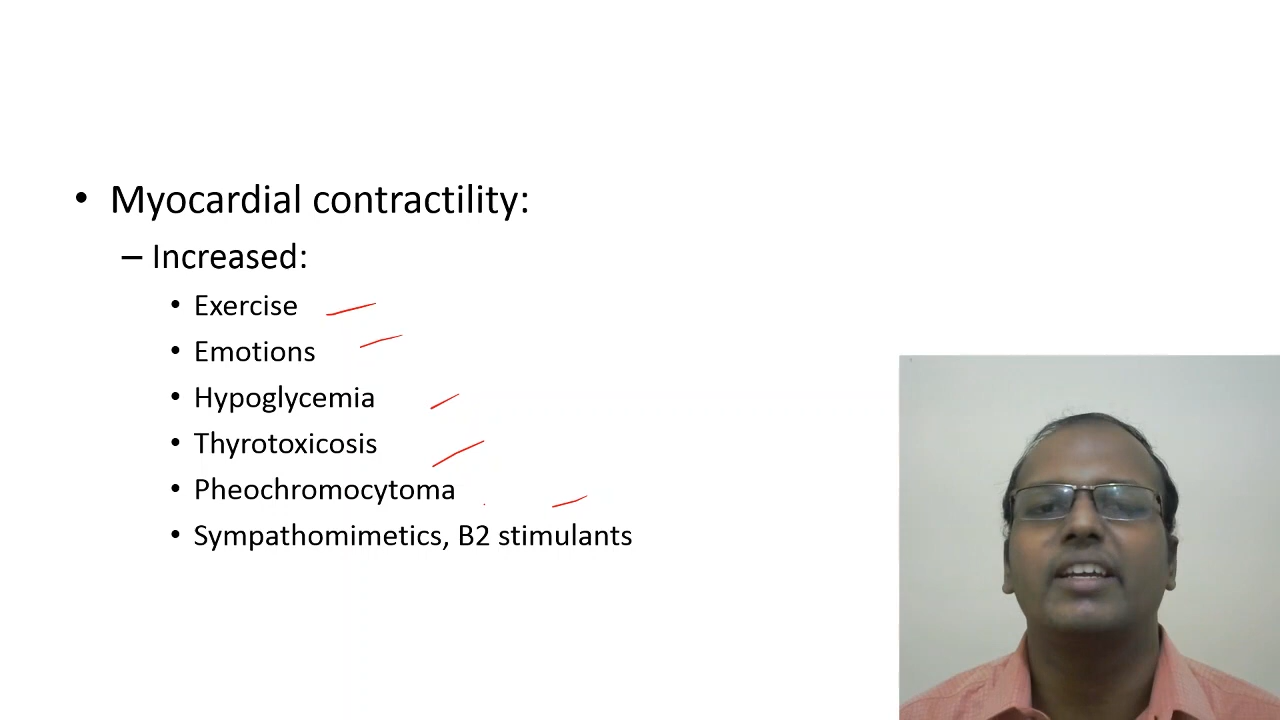 • Myocardial contractility:
– Increased:
• Exercise
• Emotions
• Hypoglycemia
• Thyrotoxicosis
• Pheochromocytoma
• Sympathomimetics, B2 stimulants